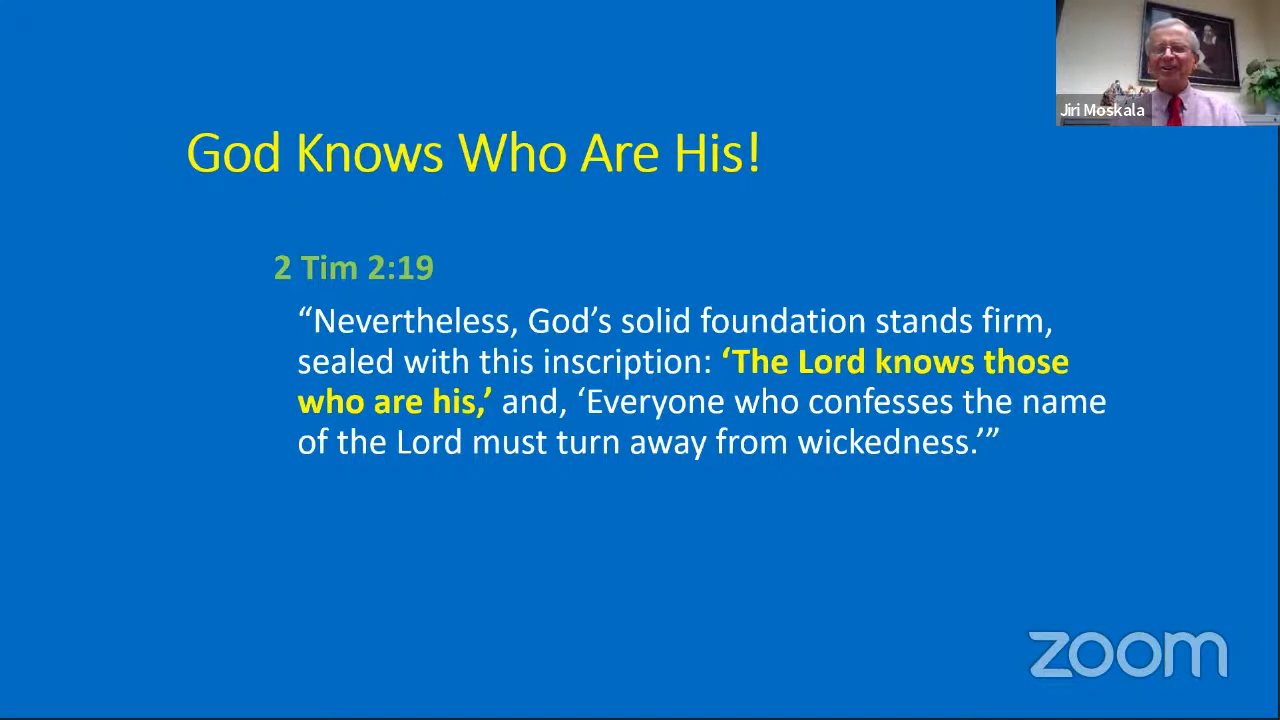 Jiri Moskala
God Knows Who Are His!
2 Tim 2:19
“Nevertheless, God’s solid foundation stands firm,
sealed with this inscription: ‘The Lord knows those
who are his,’ and, ‘Everyone who confesses the name
of the Lord must turn away from wickedness.’”
zoom